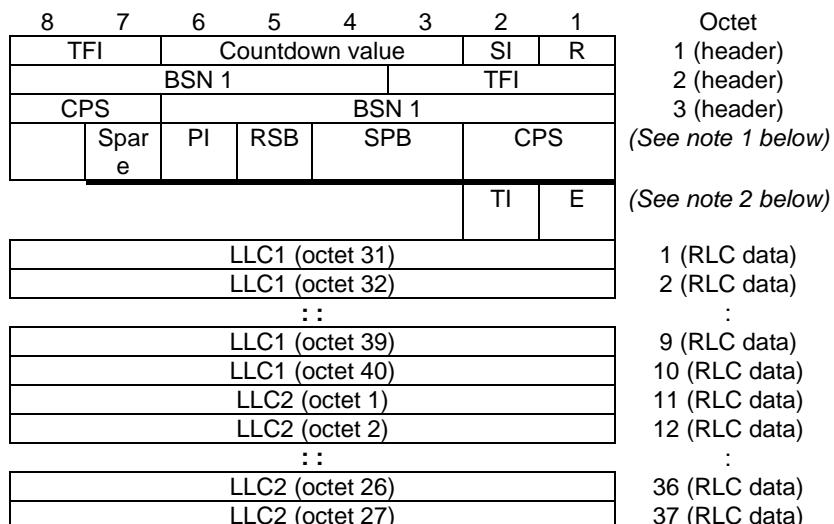 8 7 6 5 4 3 2 1 Octet
TFI Countdown value SI R 1 (header)
BSN 1 TFI 2 (header)
CPS BSN 1 3 (header)
Spar
e PI RSB SPB CPS (See note 1 below)
TI E (See note 2 below)
LLC1 (octet 31) 1 (RLC data)
LLC1 (octet 32) 2 (RLC data)
: : :
LLC1 (octet 39) 9 (RLC data)
LLC1 (octet 40) 10 (RLC data)
LLC2 (octet 1) 11 (RLC data)
LLC2 (octet 2) 12 (RLC data)
: : :
LLC2 (octet 26) 36 (RLC data)
LLC2 (octet 27) 37 (RLC data)